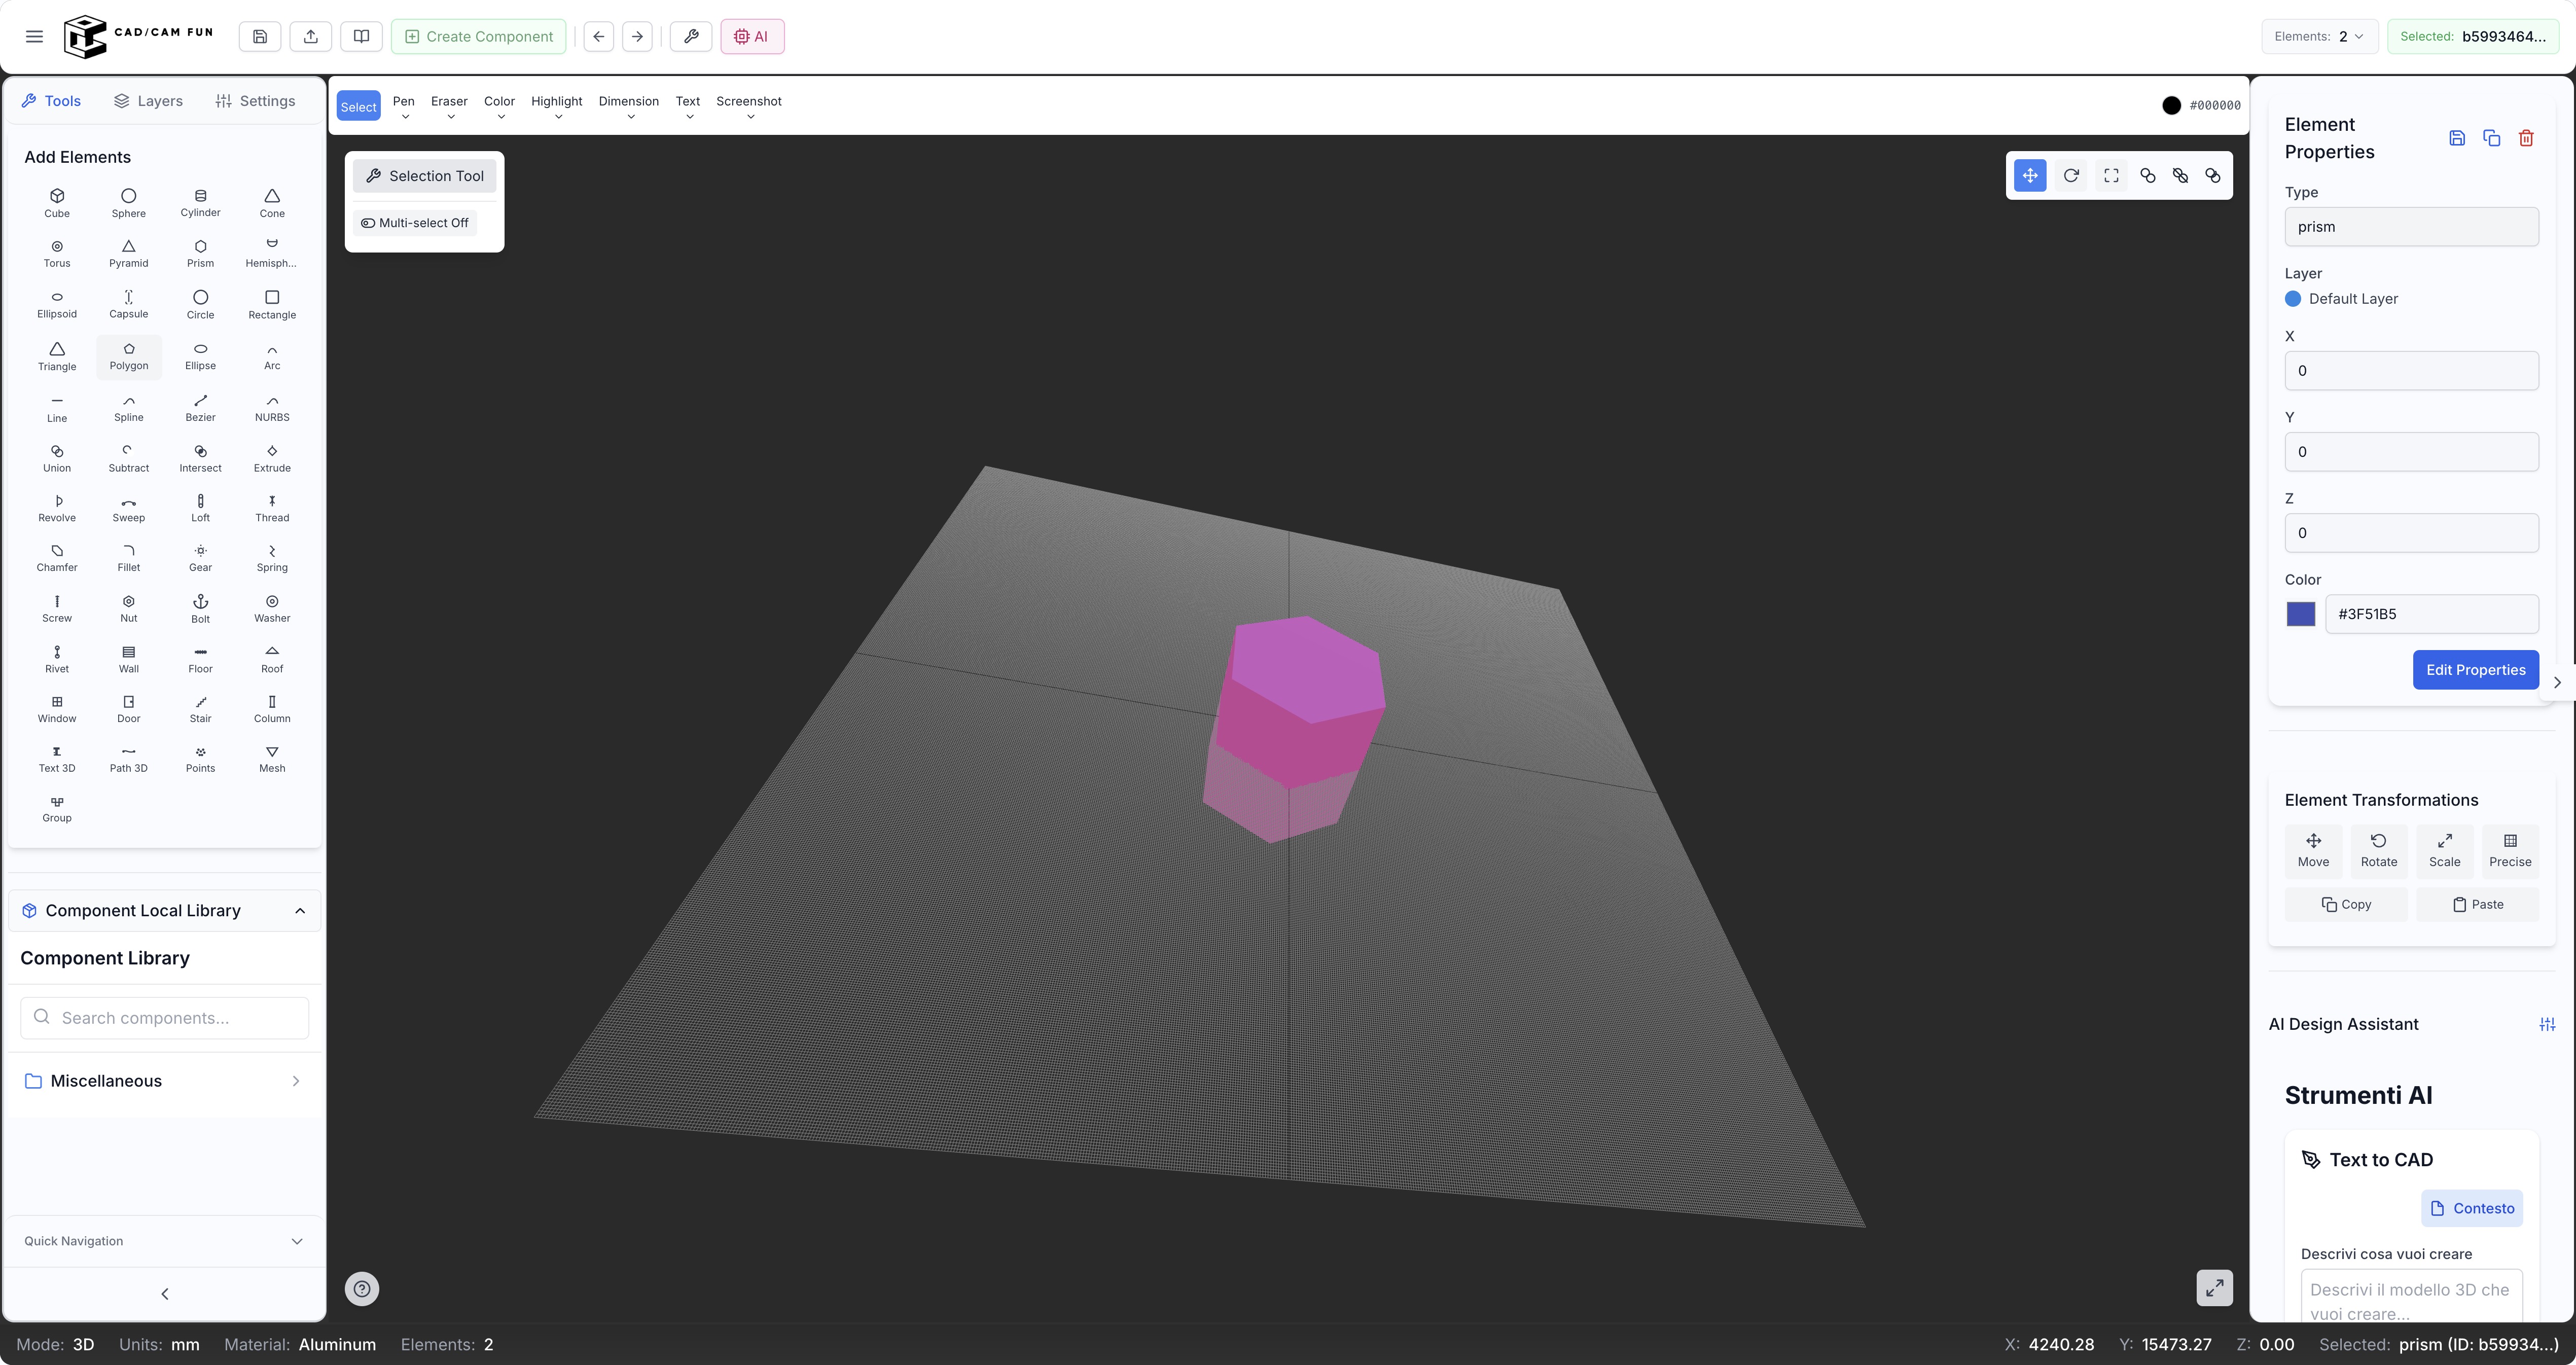 CAD/CAM FUN
Create Component
AI
Elements: 2
Selected: b5993464...
Tools Layers Settings
Select Pen Eraser Color Highlight Dimension Text Screenshot
#000000
Add Elements
Cube Sphere Cylinder Cone
Torus Pyramid Prism Hemisph...
Ellipsoid Capsule Circle Rectangle
Triangle Polygon Ellipse Arc
Line Spline Bezier NURBS
Union Subtract Intersect Extrude
Revolve Sweep Loft Thread
Chamfer Fillet Gear Spring
Screw Nut Bolt Washer
Rivet Wall Floor Roof
Window Door Stair Column
Text 3D Path 3D Points Mesh
Group
Component Local Library
Component Library
Search components...
Miscellaneous
Quick Navigation
Selection Tool
Multi-select Off
Element
Properties
Type
prism
Layer
Default Layer
X
0
Y
0
Z
0
Color
#3F51B5
Edit Properties
Element Transformations
Move Rotate Scale Precise
Copy Paste
AI Design Assistant
Strumenti AI
Text to CAD
Contesto
Descrivi cosa vuoi creare
Descrivi il modello 3D che
vuoi creare...
Mode: 3D Units: mm Material: Aluminum Elements: 2
X: 4240.28 Y: 15473.27 Z: 0.00 Selected: prism (ID: b59934...)